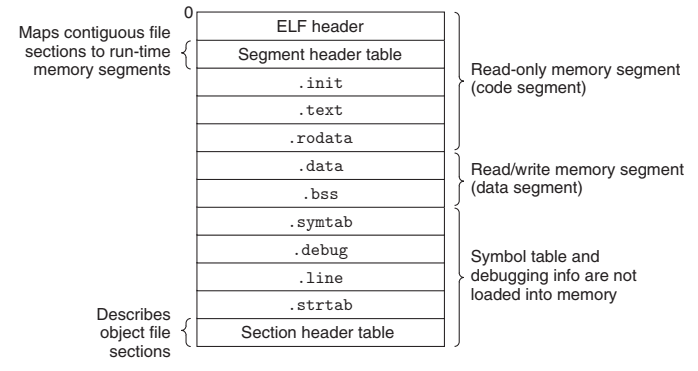 0
ELF header
Maps contiguous file
sections to run-time
memory segments
Segment header table
.init
.text
.rodata
Read-only memory segment
(code segment)
.data
.bss
Read/write memory segment
(data segment)
.symtab
.debug
.line
.strtab
Symbol table and
debugging info are not
loaded into memory
Describes
object file
sections
Section header table